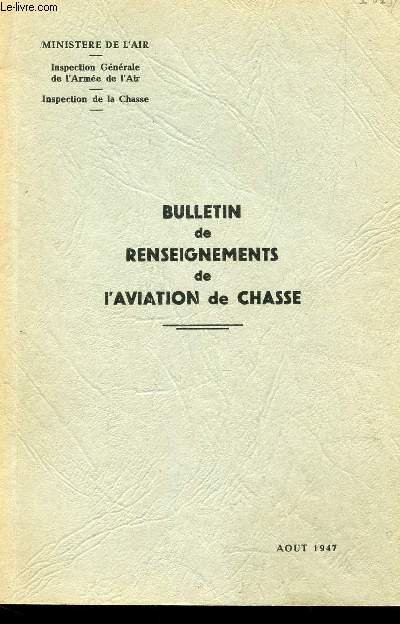 Le-livre.com
MINISTERE DE L'AIR
Inspection Générale
de l'Armée de l'Air
Inspection de la Chasse
BULLETIN
de
RENSEIGNEMENTS
de
l'AVIATION de CHASSE
AOUT 1947